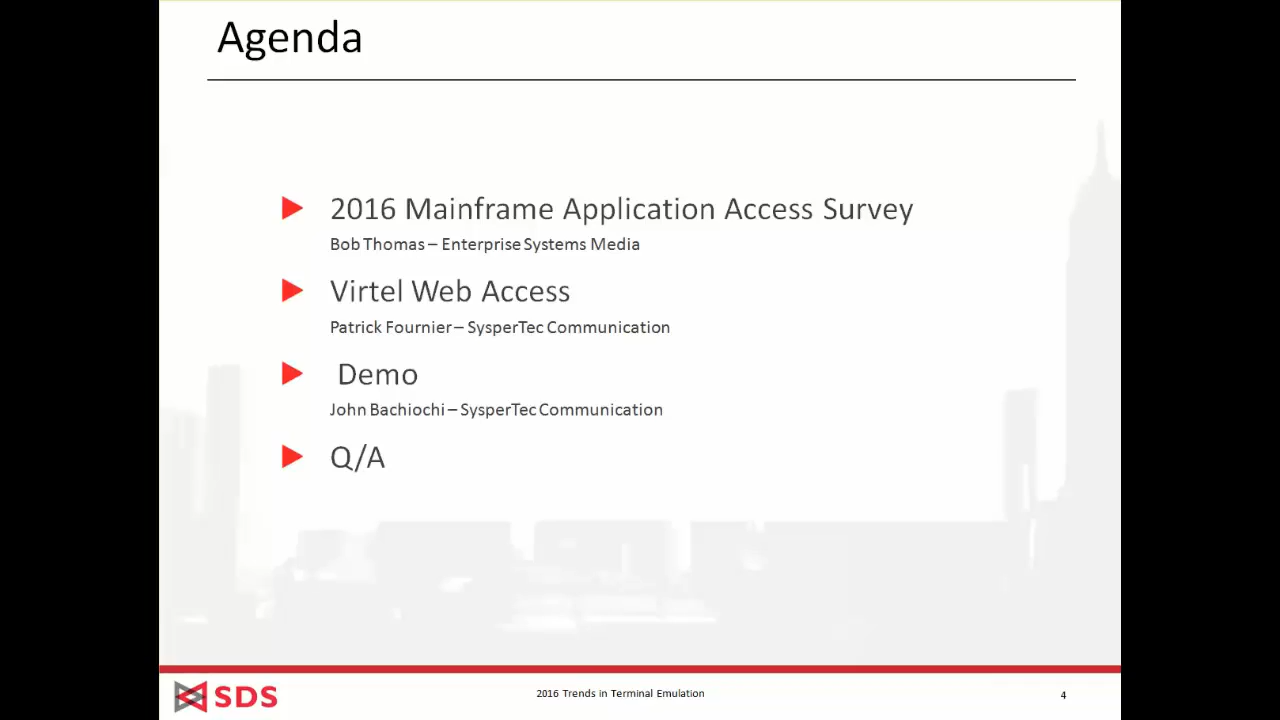 Agenda
2016 Mainframe Application Access Survey
Bob Thomas – Enterprise Systems Media
Virtel Web Access
Patrick Fournier – SysperTec Communication
Demo
John Bachiochi – SysperTec Communication
Q/A
SDS
2016 Trends in Terminal Emulation
4